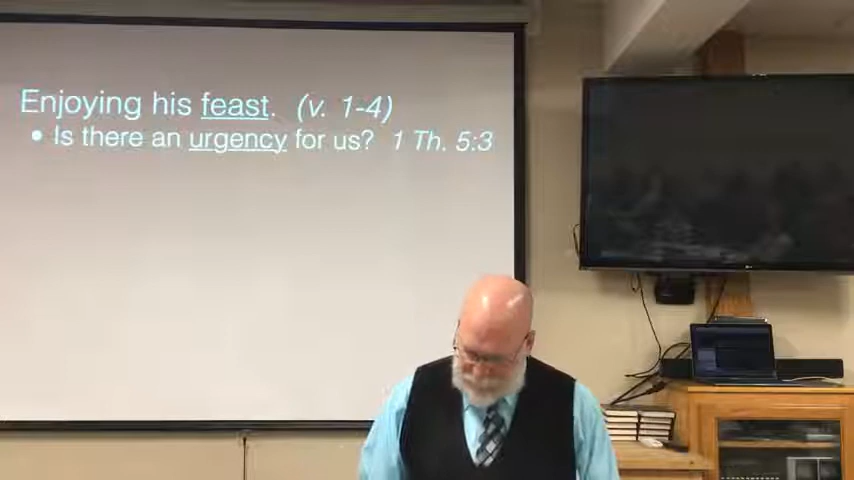 Enjoying his feast. (v. 1-4)
• Is there an urgency for us? 1 Th. 5:3